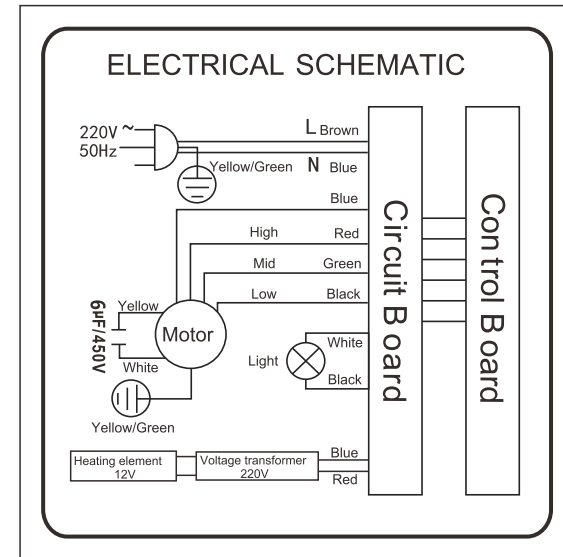 ELECTRICAL SCHEMATIC
220V ~
50Hz
L Brown
Yellow/Green
N Blue
Blue
High Red
Mid Green
Low Black
6µF/450V
Yellow
Motor
White
Yellow/Green
Light
White
Black
Heating element
12V
Voltage transformer
220V
Blue
Red
Circuit Board
Control Board